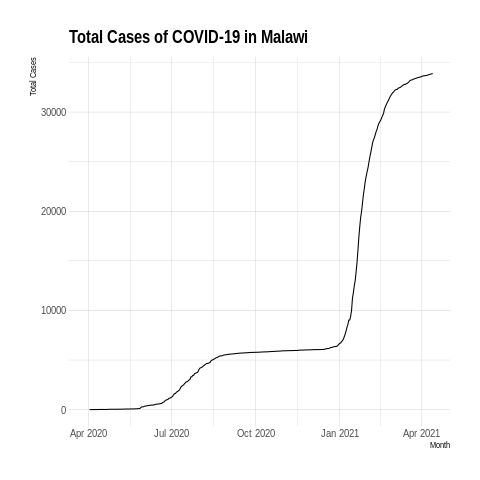 Total Cases of COVID-19 in Malawi
Total Cases
30000
20000
10000
0
Apr 2020 Jul 2020 Oct 2020 Jan 2021 Apr 2021
Month